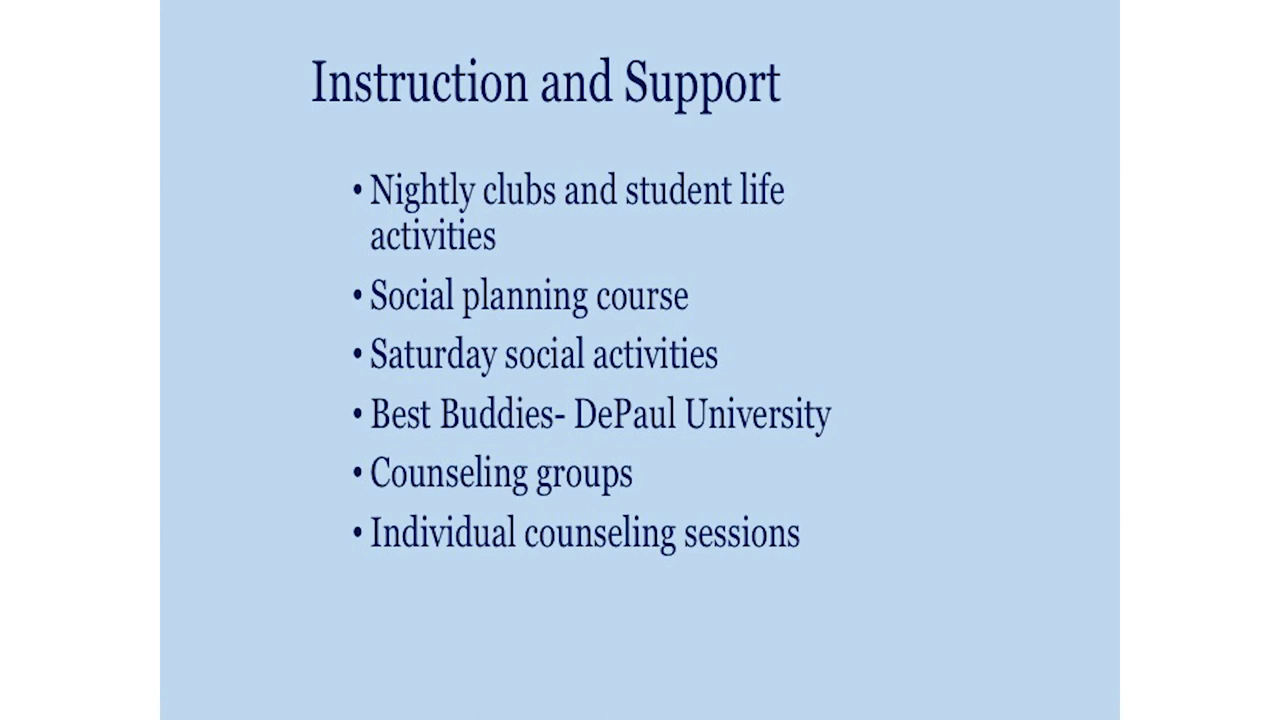 Instruction and Support
• Nightly clubs and student life
activities
• Social planning course
• Saturday social activities
• Best Buddies- DePaul University
• Counseling groups
• Individual counseling sessions